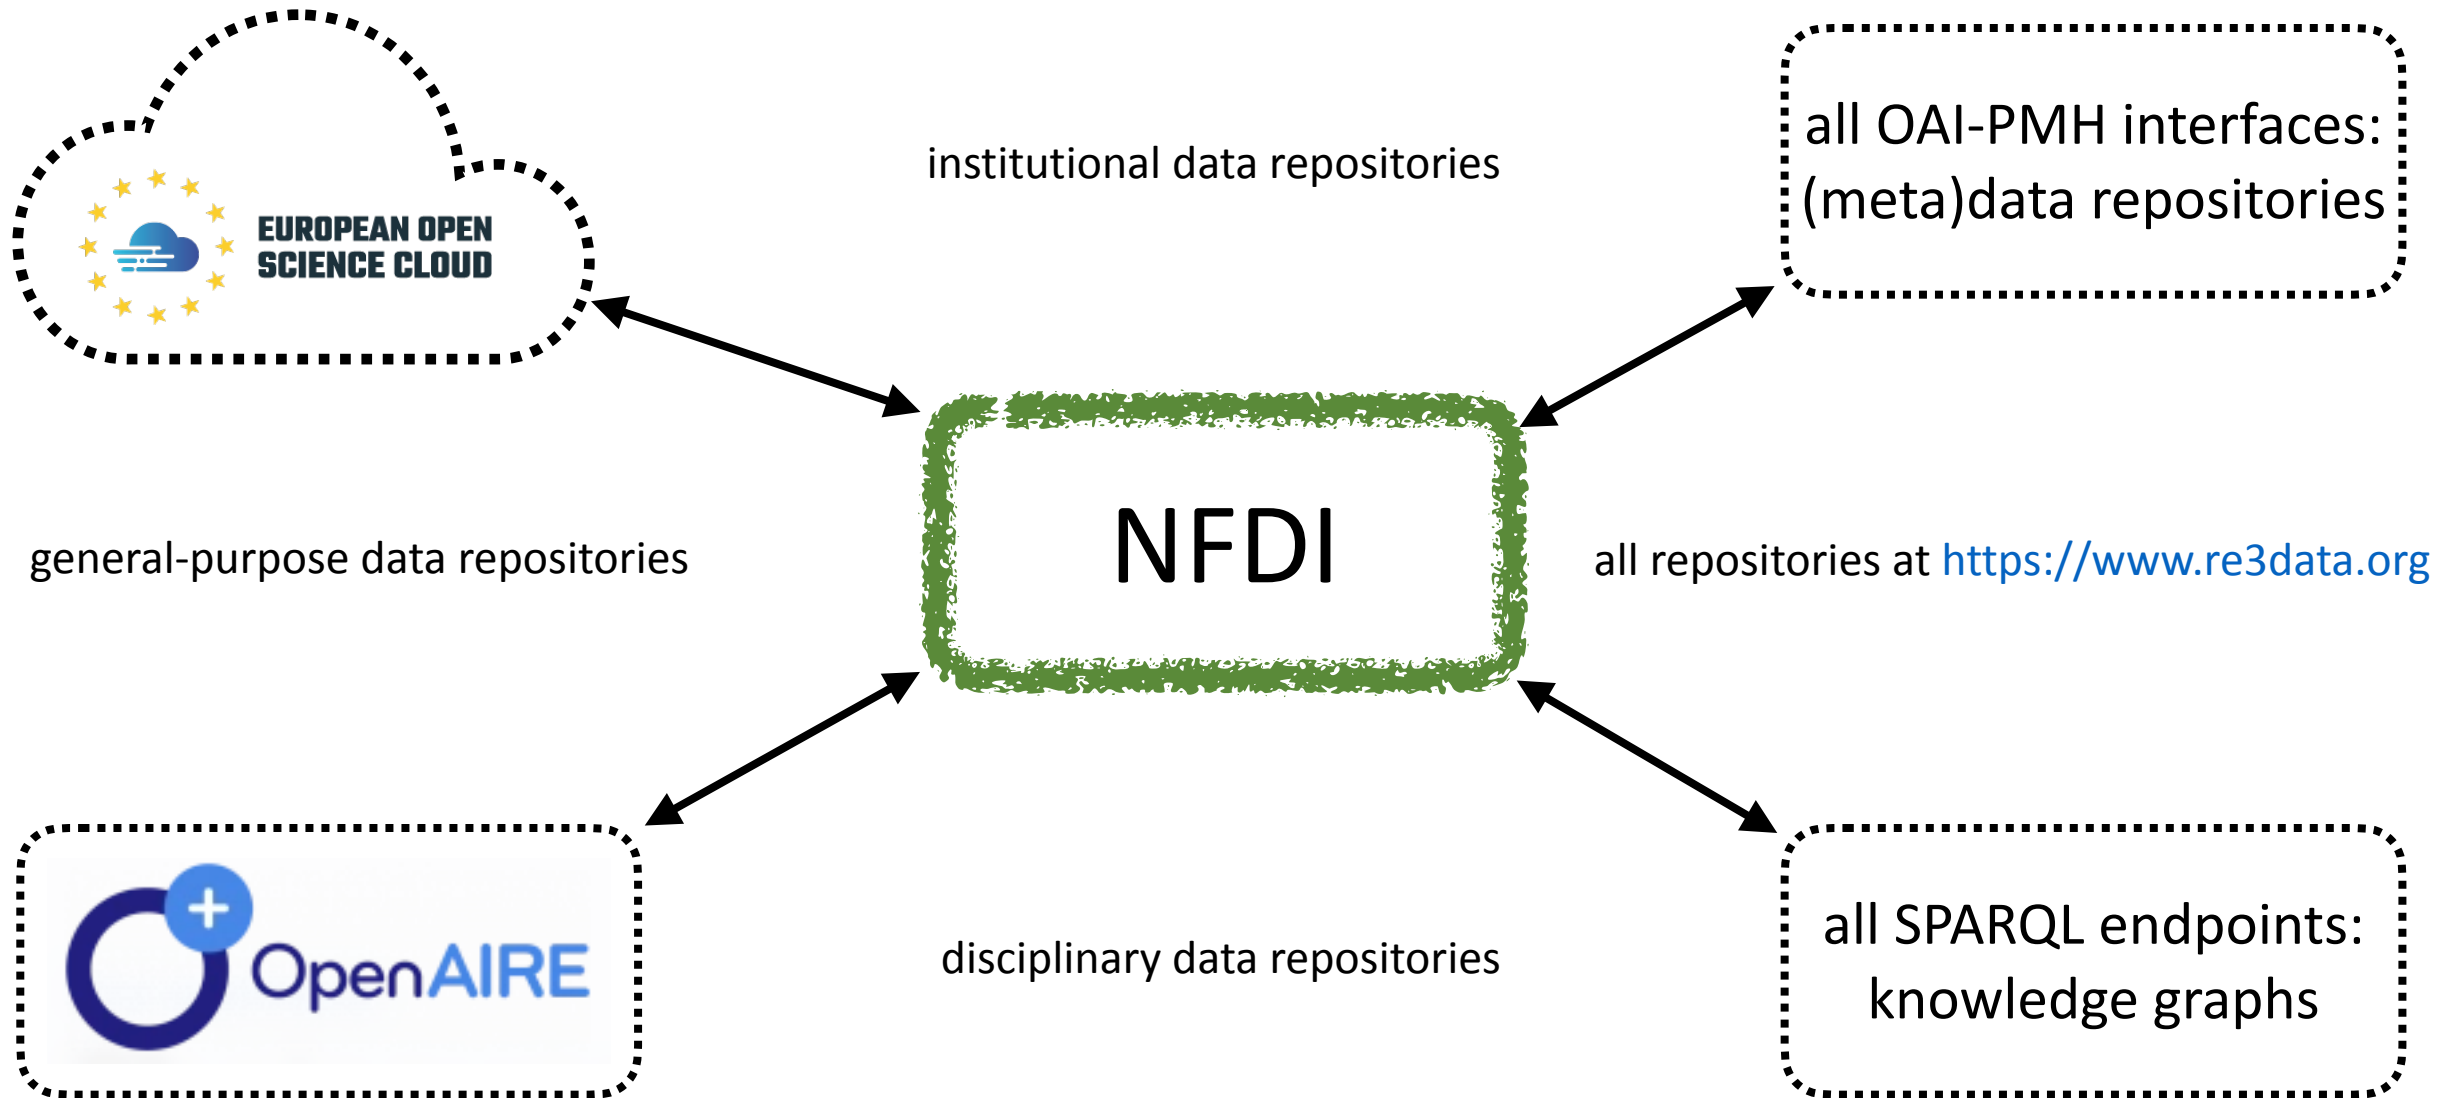 institutional data repositories
all OAI-PMH interfaces:
(meta)data repositories
EUROPEAN OPEN
SCIENCE CLOUD
general-purpose data repositories
NFDI
all repositories at https://www.re3data.org
OpenAIRE
disciplinary data repositories
all SPARQL endpoints:
knowledge graphs